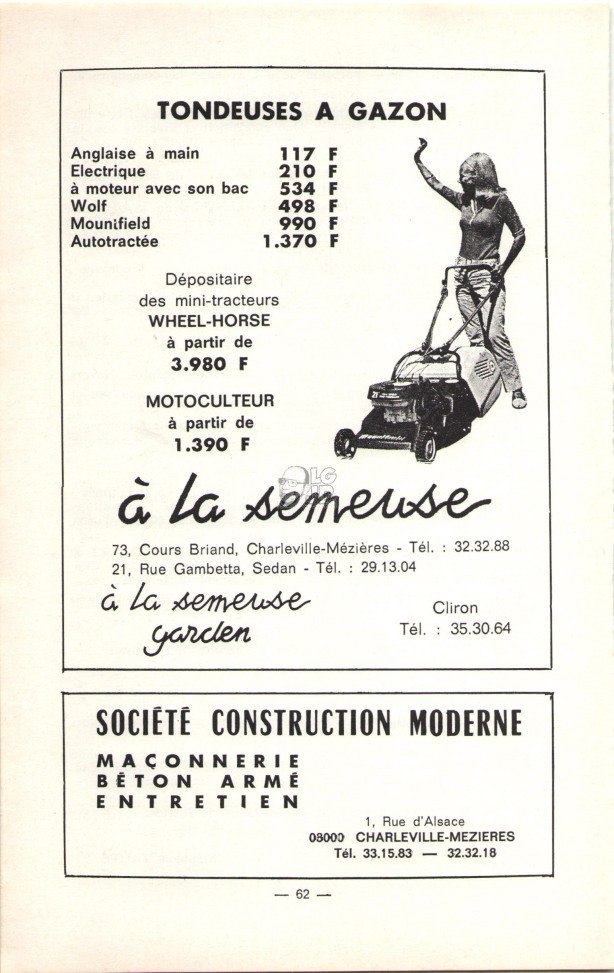 TONDEUSES A GAZON
Anglaise à main 117 F
Electrique 210 F
à moteur avec son bac 534 F
Wolf 498 F
Mountfield 990 F
Autotractée 1.370 F
Dépositaire
des mini-tracteurs
WHEEL-HORSE
à partir de
3.980 F
MOTOCULTEUR
à partir de
1.390 F
à la semeuse
73, Cours Briand, Charleville-Mézières - Tél. : 32.32.88
21, Rue Gambetta, Sedan - Tél. : 29.13.04
à la semeuse
garden
Cliron
Tél. : 35.30.64
SOCIÉTÉ CONSTRUCTION MODERNE
MAÇONNERIE
BÉTON ARMÉ
ENTRETIEN
1, Rue d'Alsace
08000 CHARLEVILLE-MEZIERES
Tél. 33.15.83 — 32.32.18
— 62 —